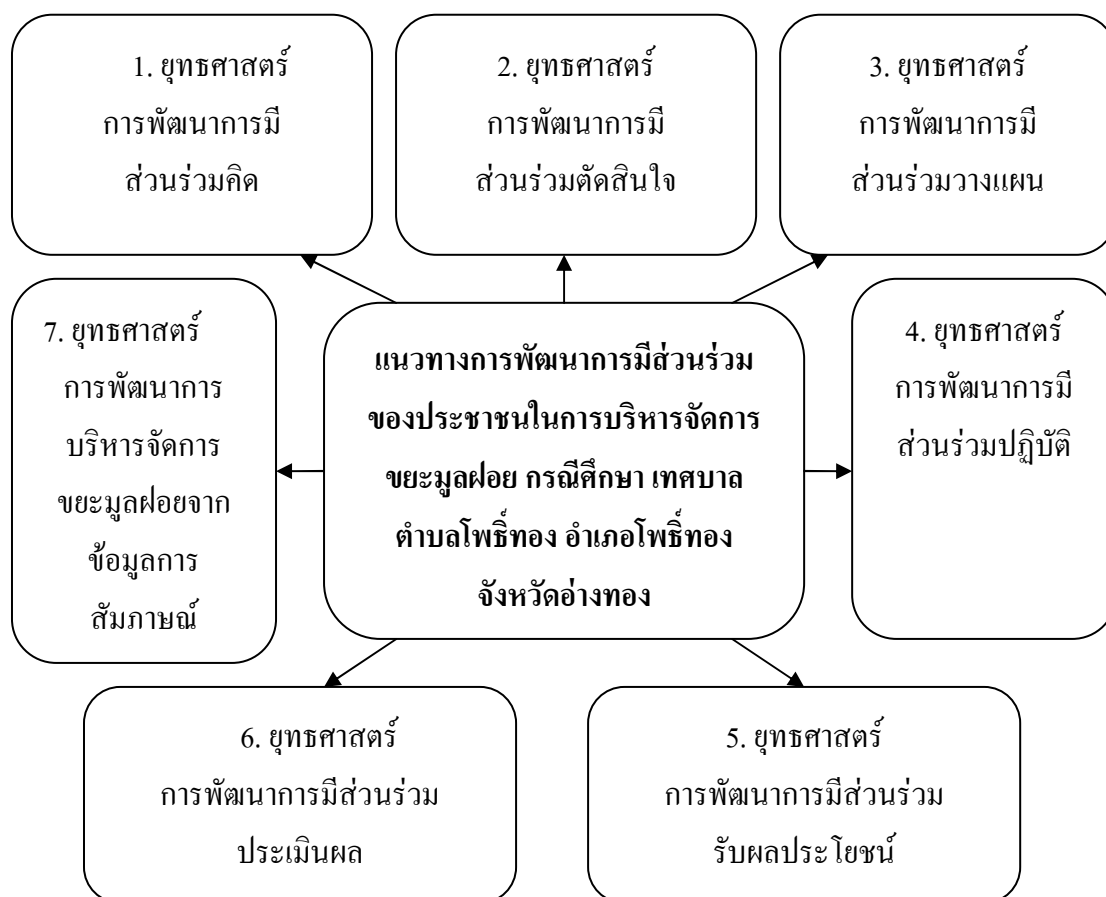 1. ยุทธศาสตร์
การพัฒนาการมี
ส่วนร่วมคิด
2. ยุทธศาสตร์
การพัฒนาการมี
ส่วนร่วมตัดสินใจ
3. ยุทธศาสตร์
การพัฒนาการมี
ส่วนร่วมวางแผน
7. ยุทธศาสตร์
การพัฒนาการ
บริหารจัดการ
ขยะมูลฝอยจาก
ข้อมูลการ
สัมภาษณ์
แนวทางการพัฒนาการมีส่วนร่วม
ของประชาชนในการบริหารจัดการ
ขยะมูลฝอย กรณีศึกษา เทศบาล
ตำบลโพธิ์ทอง อำเภอโพธิ์ทอง
จังหวัดอ่างทอง
4. ยุทธศาสตร์
การพัฒนาการมี
ส่วนร่วมปฏิบัติ
6. ยุทธศาสตร์
การพัฒนาการมีส่วนร่วม
ประเมินผล
5. ยุทธศาสตร์
การพัฒนาการมีส่วนร่วม
รับผลประโยชน์